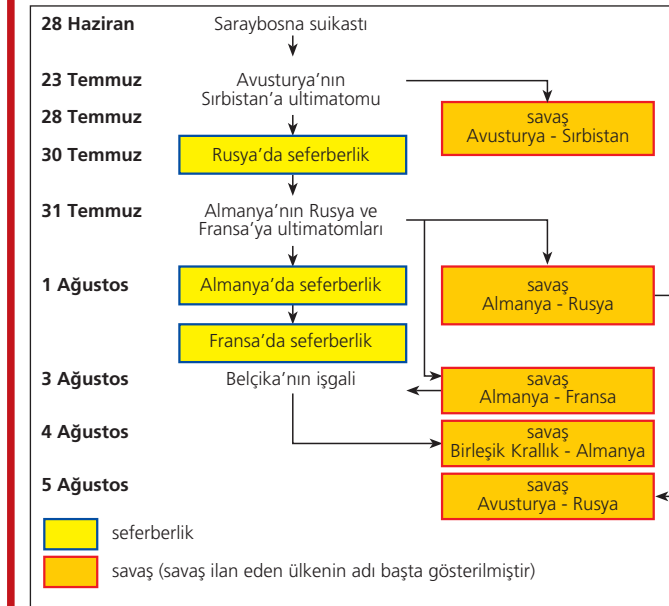 28 Haziran
Saraybosna suikastı
23 Temmuz
Avusturya’nın
Sırbistan’a ultimatomu
28 Temmuz
savaş
Avusturya - Sırbistan
30 Temmuz
Rusya’da seferberlik
31 Temmuz
Almanya’nın Rusya ve
Fransa’ya ultimatomları
1 Ağustos
Almanya’da seferberlik
savaş
Almanya - Rusya
Fransa’da seferberlik
3 Ağustos
Belçika’nın işgali
savaş
Almanya - Fransa
4 Ağustos
savaş
Birleşik Krallık - Almanya
5 Ağustos
savaş
Avusturya - Rusya
seferberlik
savaş (savaş ilan eden ülkenin adı başta gösterilmiştir)